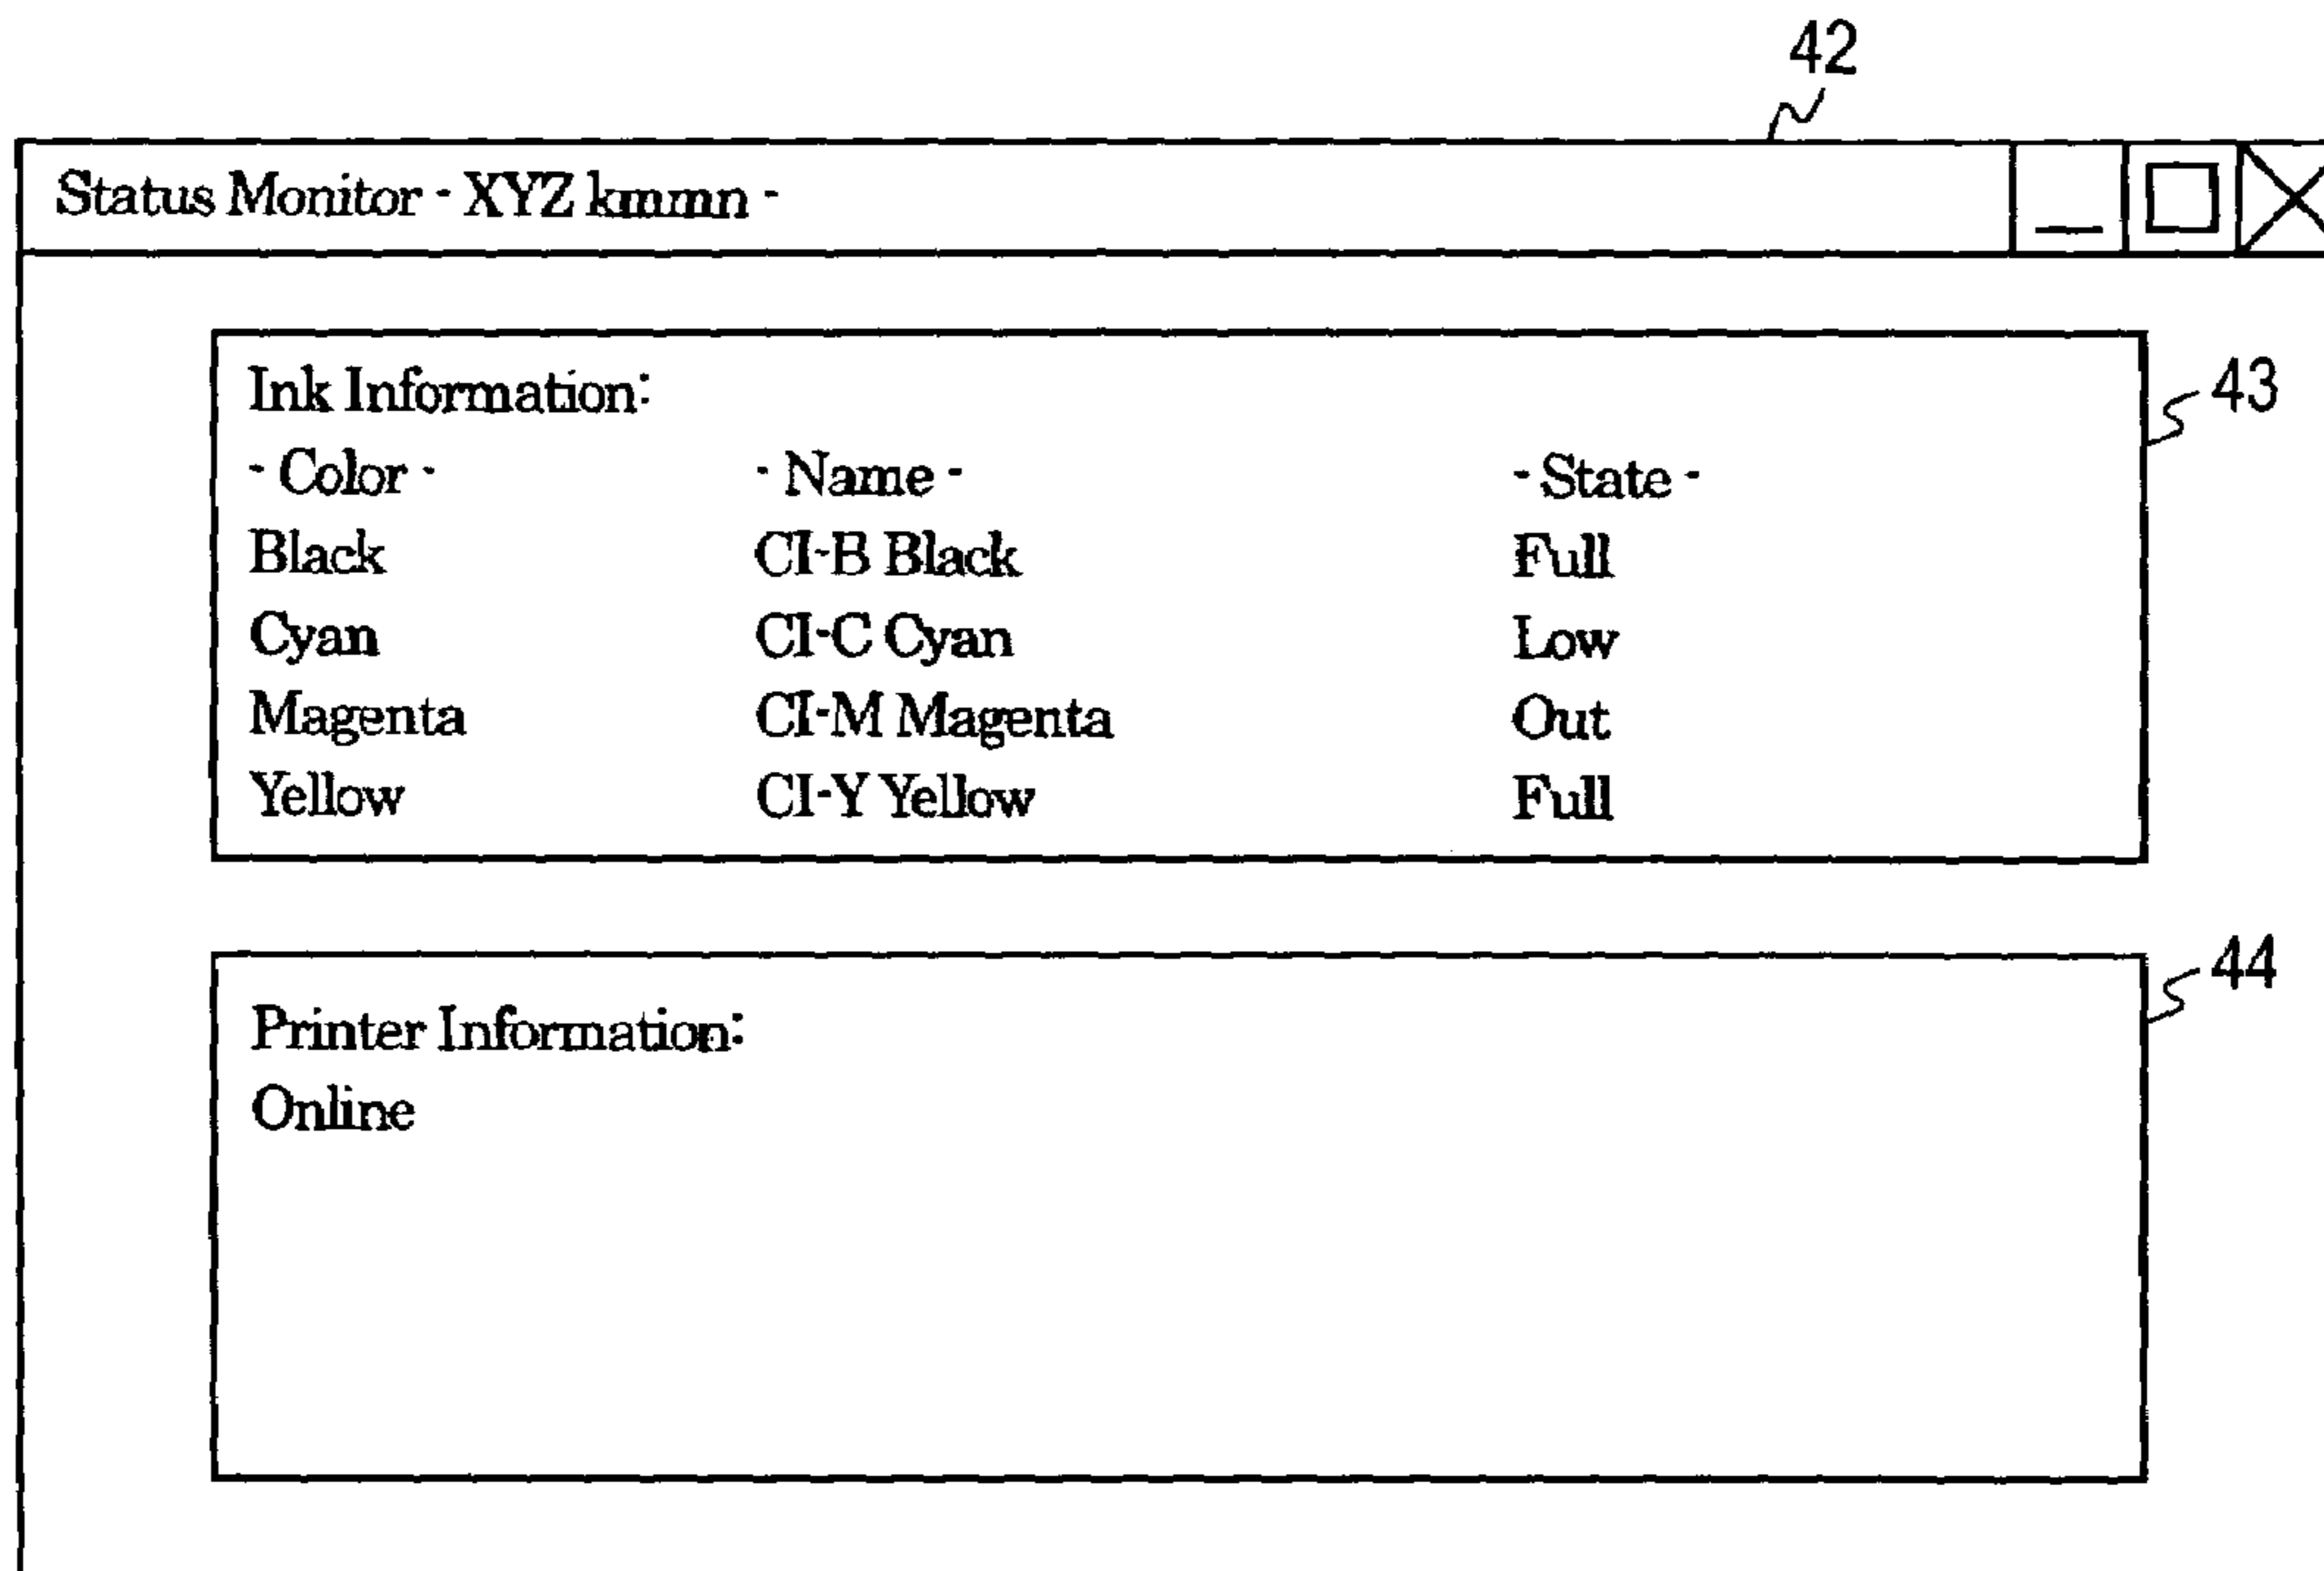 42
Status Monitor - XYZ kmmn -
Ink Information:
43
- Color - - Name - - State -
Black CI-B Black Full
Cyan CI-C Cyan Low
Magenta CI-M Magenta Out
Yellow CI-Y Yellow Full
44
Printer Information:
Online